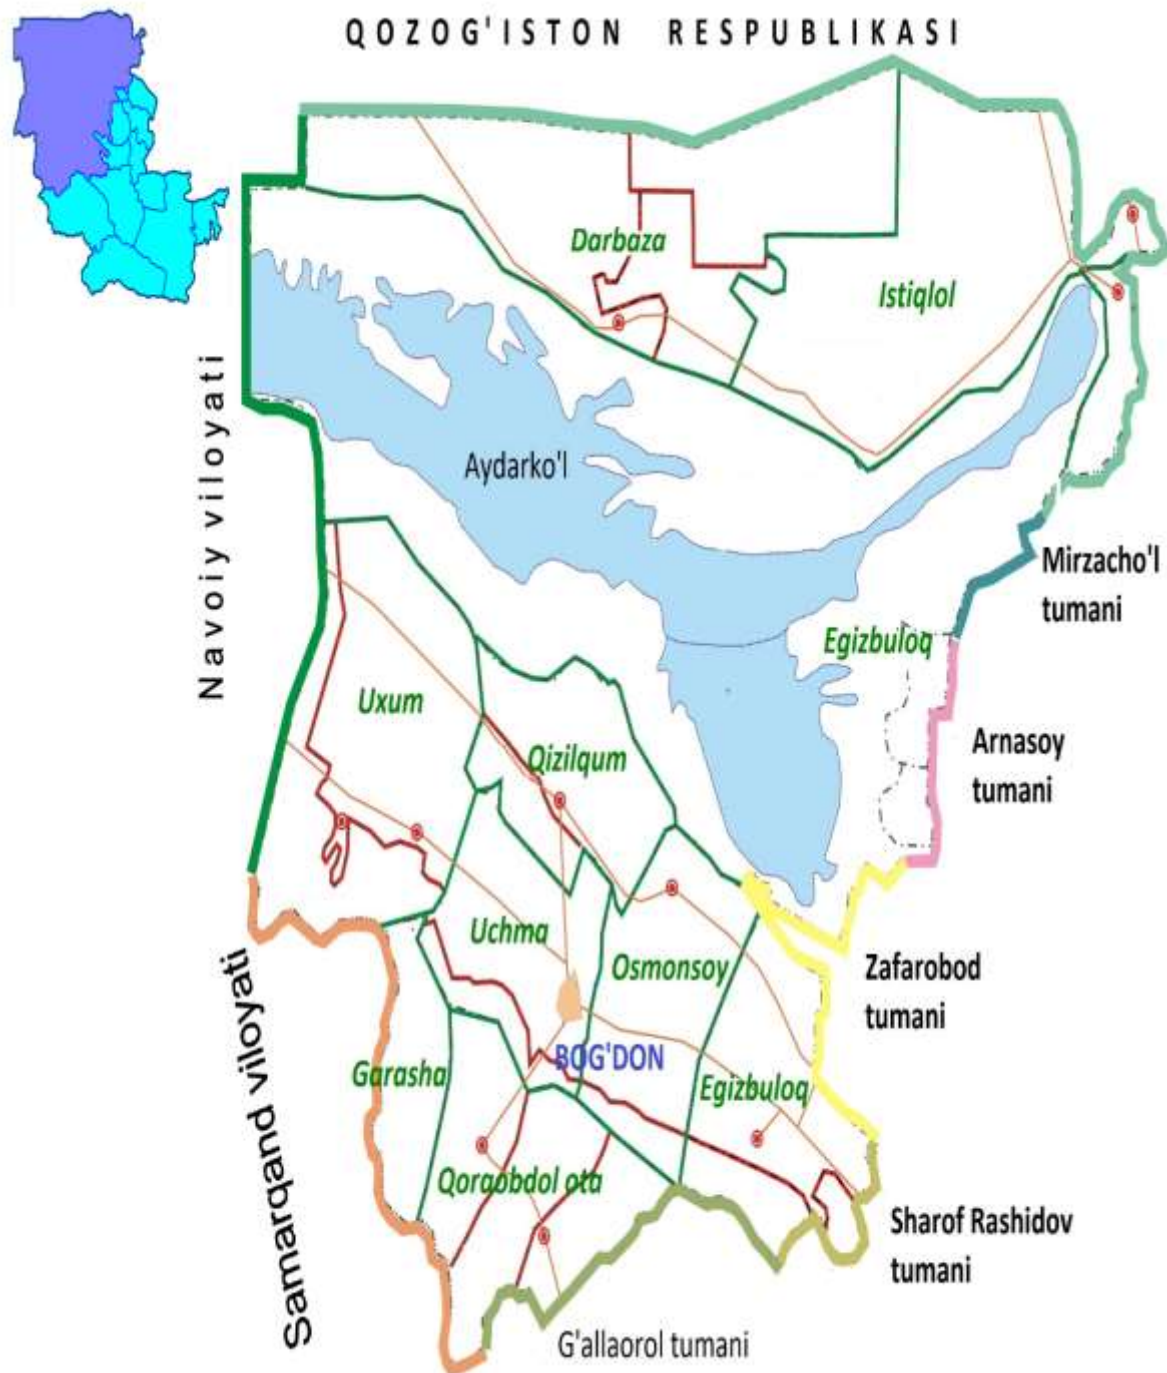 QOZOG'ISTON RESPUBLIKASI
Darbaza
Istiqlol
Navoiy viloyati
Aydarko'l
Mirzacho'l
tumani
Egizbuloq
Uxum
Qizilqum
Arnasoy
tumani
Uchma
Osmonsoy
Zafarobod
tumani
Samarqand viloyati
BOG'DON
Garasha
Egizbuloq
Qoraobdol ota
Sharof Rashidov
tumani
G'allaorol tumani